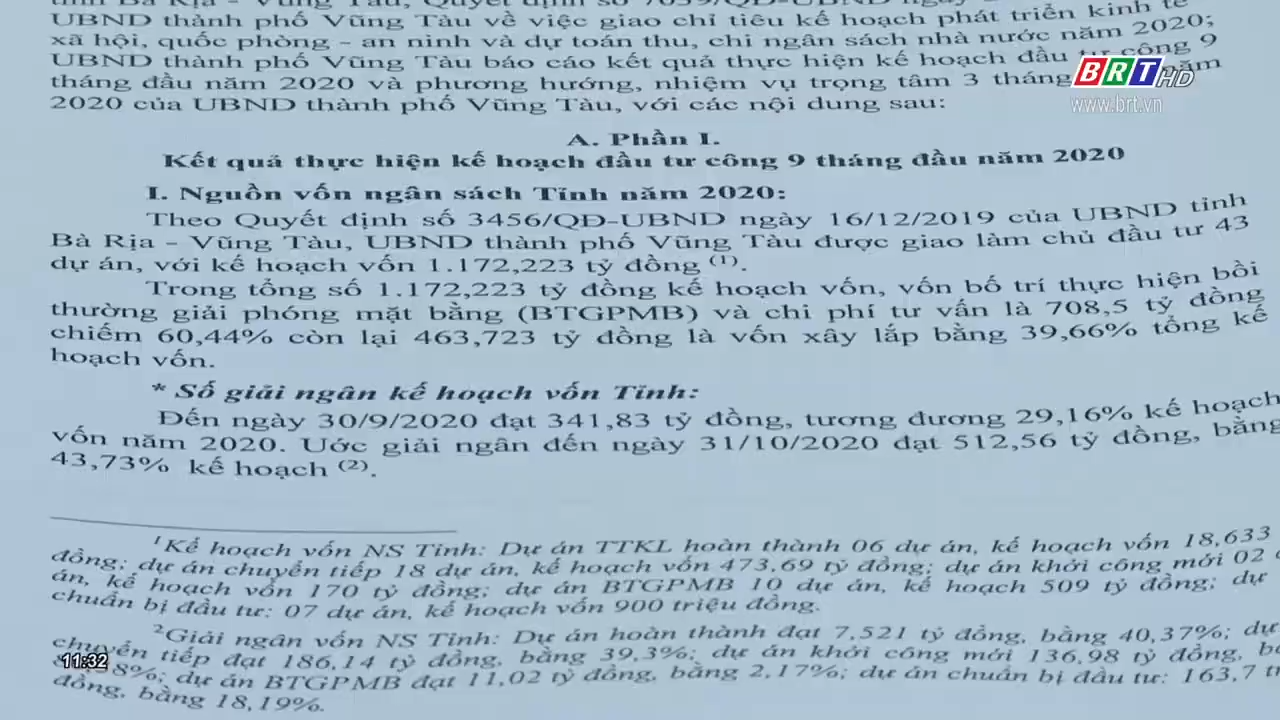 tỉnh Bà Rịa - Vũng Tàu, Quyết định số 7039/QĐ-UBND ngày
UBND thành phố Vũng Tàu về việc giao chỉ tiêu kế hoạch phát triển kinh tế
xã hội, quốc phòng - an ninh và dự toán thu, chi ngân sách nhà nước năm 2020;
UBND thành phố Vũng Tàu báo cáo kết quả thực hiện kế hoạch đầu tư công 9
tháng đầu năm 2020 và phương hướng, nhiệm vụ trọng tâm 3 tháng năm
2020 của UBND thành phố Vũng Tàu, với các nội dung sau:
BRT HD
www.brt.vn
A. Phần I.
Kết quả thực hiện kế hoạch đầu tư công 9 tháng đầu năm 2020
I. Nguồn vốn ngân sách Tỉnh năm 2020:
Theo Quyết định số 3456/QĐ-UBND ngày 16/12/2019 của UBND tỉnh
Bà Rịa - Vũng Tàu, UBND thành phố Vũng Tàu được giao làm chủ đầu tư 43
dự án, với kế hoạch vốn 1.172,223 tỷ đồng (1).
Trong tổng số 1.172,223 tỷ đồng kế hoạch vốn, vốn bố trí thực hiện bồi
thường giải phóng mặt bằng (BTGPMB) và chi phí tư vấn là 708,5 tỷ đồng
chiếm 60,44% còn lại 463,723 tỷ đồng là vốn xây lắp bằng 39,66% tổng kế
hoạch vốn.
* Số giải ngân kế hoạch vốn Tỉnh:
Đến ngày 30/9/2020 đạt 341,83 tỷ đồng, tương đương 29,16% kế hoạch
vốn năm 2020. Ước giải ngân đến ngày 31/10/2020 đạt 512,56 tỷ đồng, bằng
43,73% kế hoạch (2).
1Kế hoạch vốn NS Tỉnh: Dự án TTKL hoàn thành 06 dự án, kế hoạch vốn 18,633
đồng; dự án chuyển tiếp 18 dự án, kế hoạch vốn 473,69 tỷ đồng; dự án khởi công mới 02
án, kế hoạch vốn 170 tỷ đồng; dự án BTGPMB 10 dự án, kế hoạch 509 tỷ đồng; dự
chuẩn bị đầu tư: 07 dự án, kế hoạch vốn 900 triệu đồng.
2Giải ngân vốn NS Tỉnh: Dự án hoàn thành đạt 7,521 tỷ đồng, bằng 40,37%; dự
chuyển tiếp đạt 186,14 tỷ đồng, bằng 39,3%; dự án khởi công mới 136,98 tỷ đồng,
dự án BTGPMB đạt 11,02 tỷ đồng, bằng 2,17%; dự án chuẩn bị đầu tư: 163,7
đồng, bằng 18,19%.
11:32